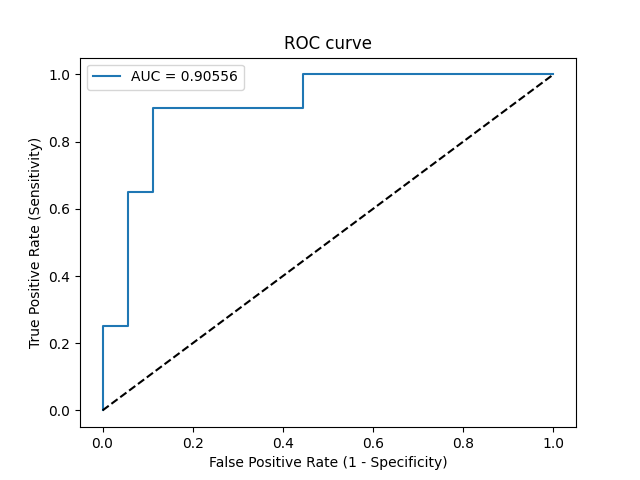 ROC curve
AUC = 0.90556
True Positive Rate (Sensitivity)
1.0
0.8
0.6
0.4
0.2
0.0
0.0 0.2 0.4 0.6 0.8 1.0
False Positive Rate (1 - Specificity)